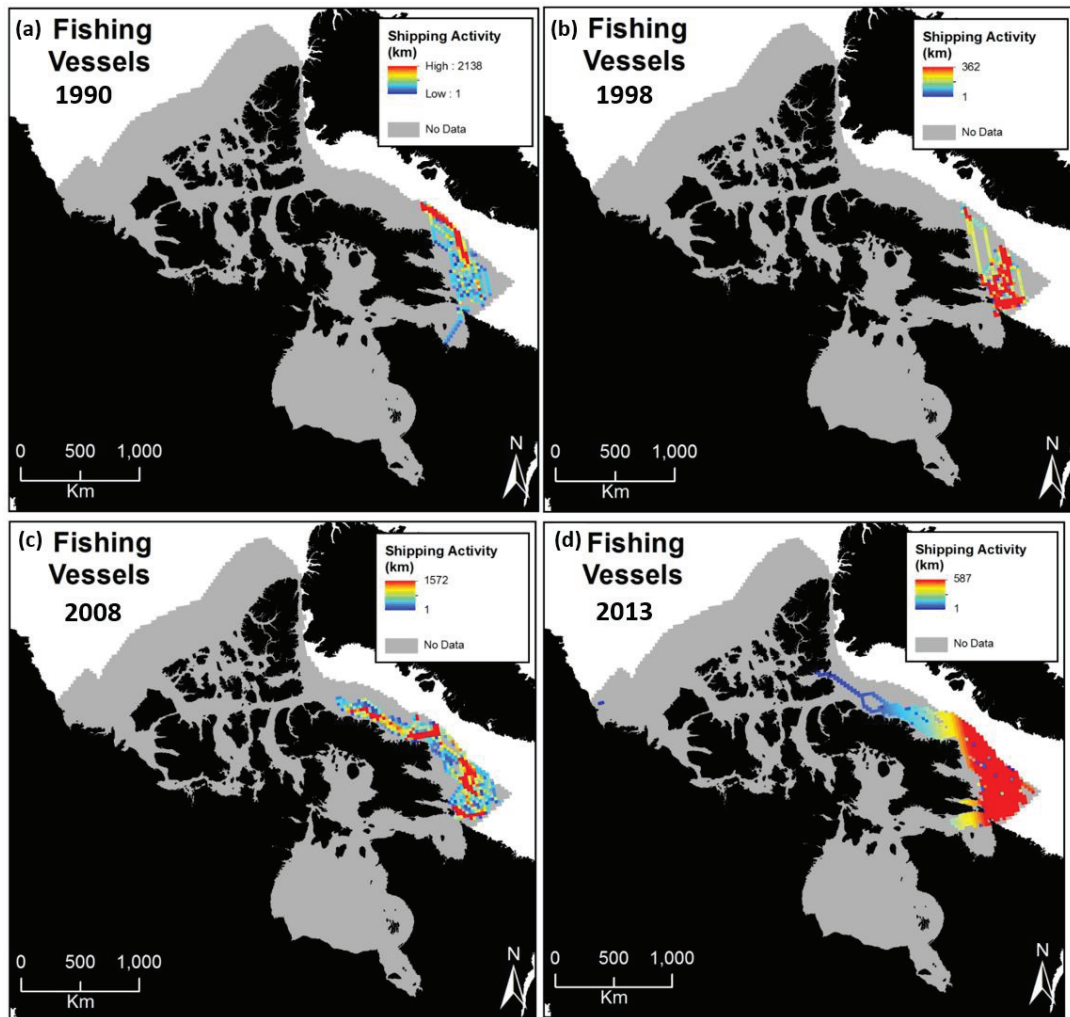 (a) Fishing
Vessels
1990
Shipping Activity
(km)
High : 2138
Low : 1
No Data
0 500 1,000
Km
N
(b) Fishing
Vessels
1998
Shipping Activity
(km)
362
1
No Data
0 500 1,000
Km
N
(c) Fishing
Vessels
2008
Shipping Activity
(km)
1572
1
No Data
0 500 1,000
Km
N
(d) Fishing
Vessels
2013
Shipping Activity
(km)
587
1
No Data
0 500 1,000
Km
N